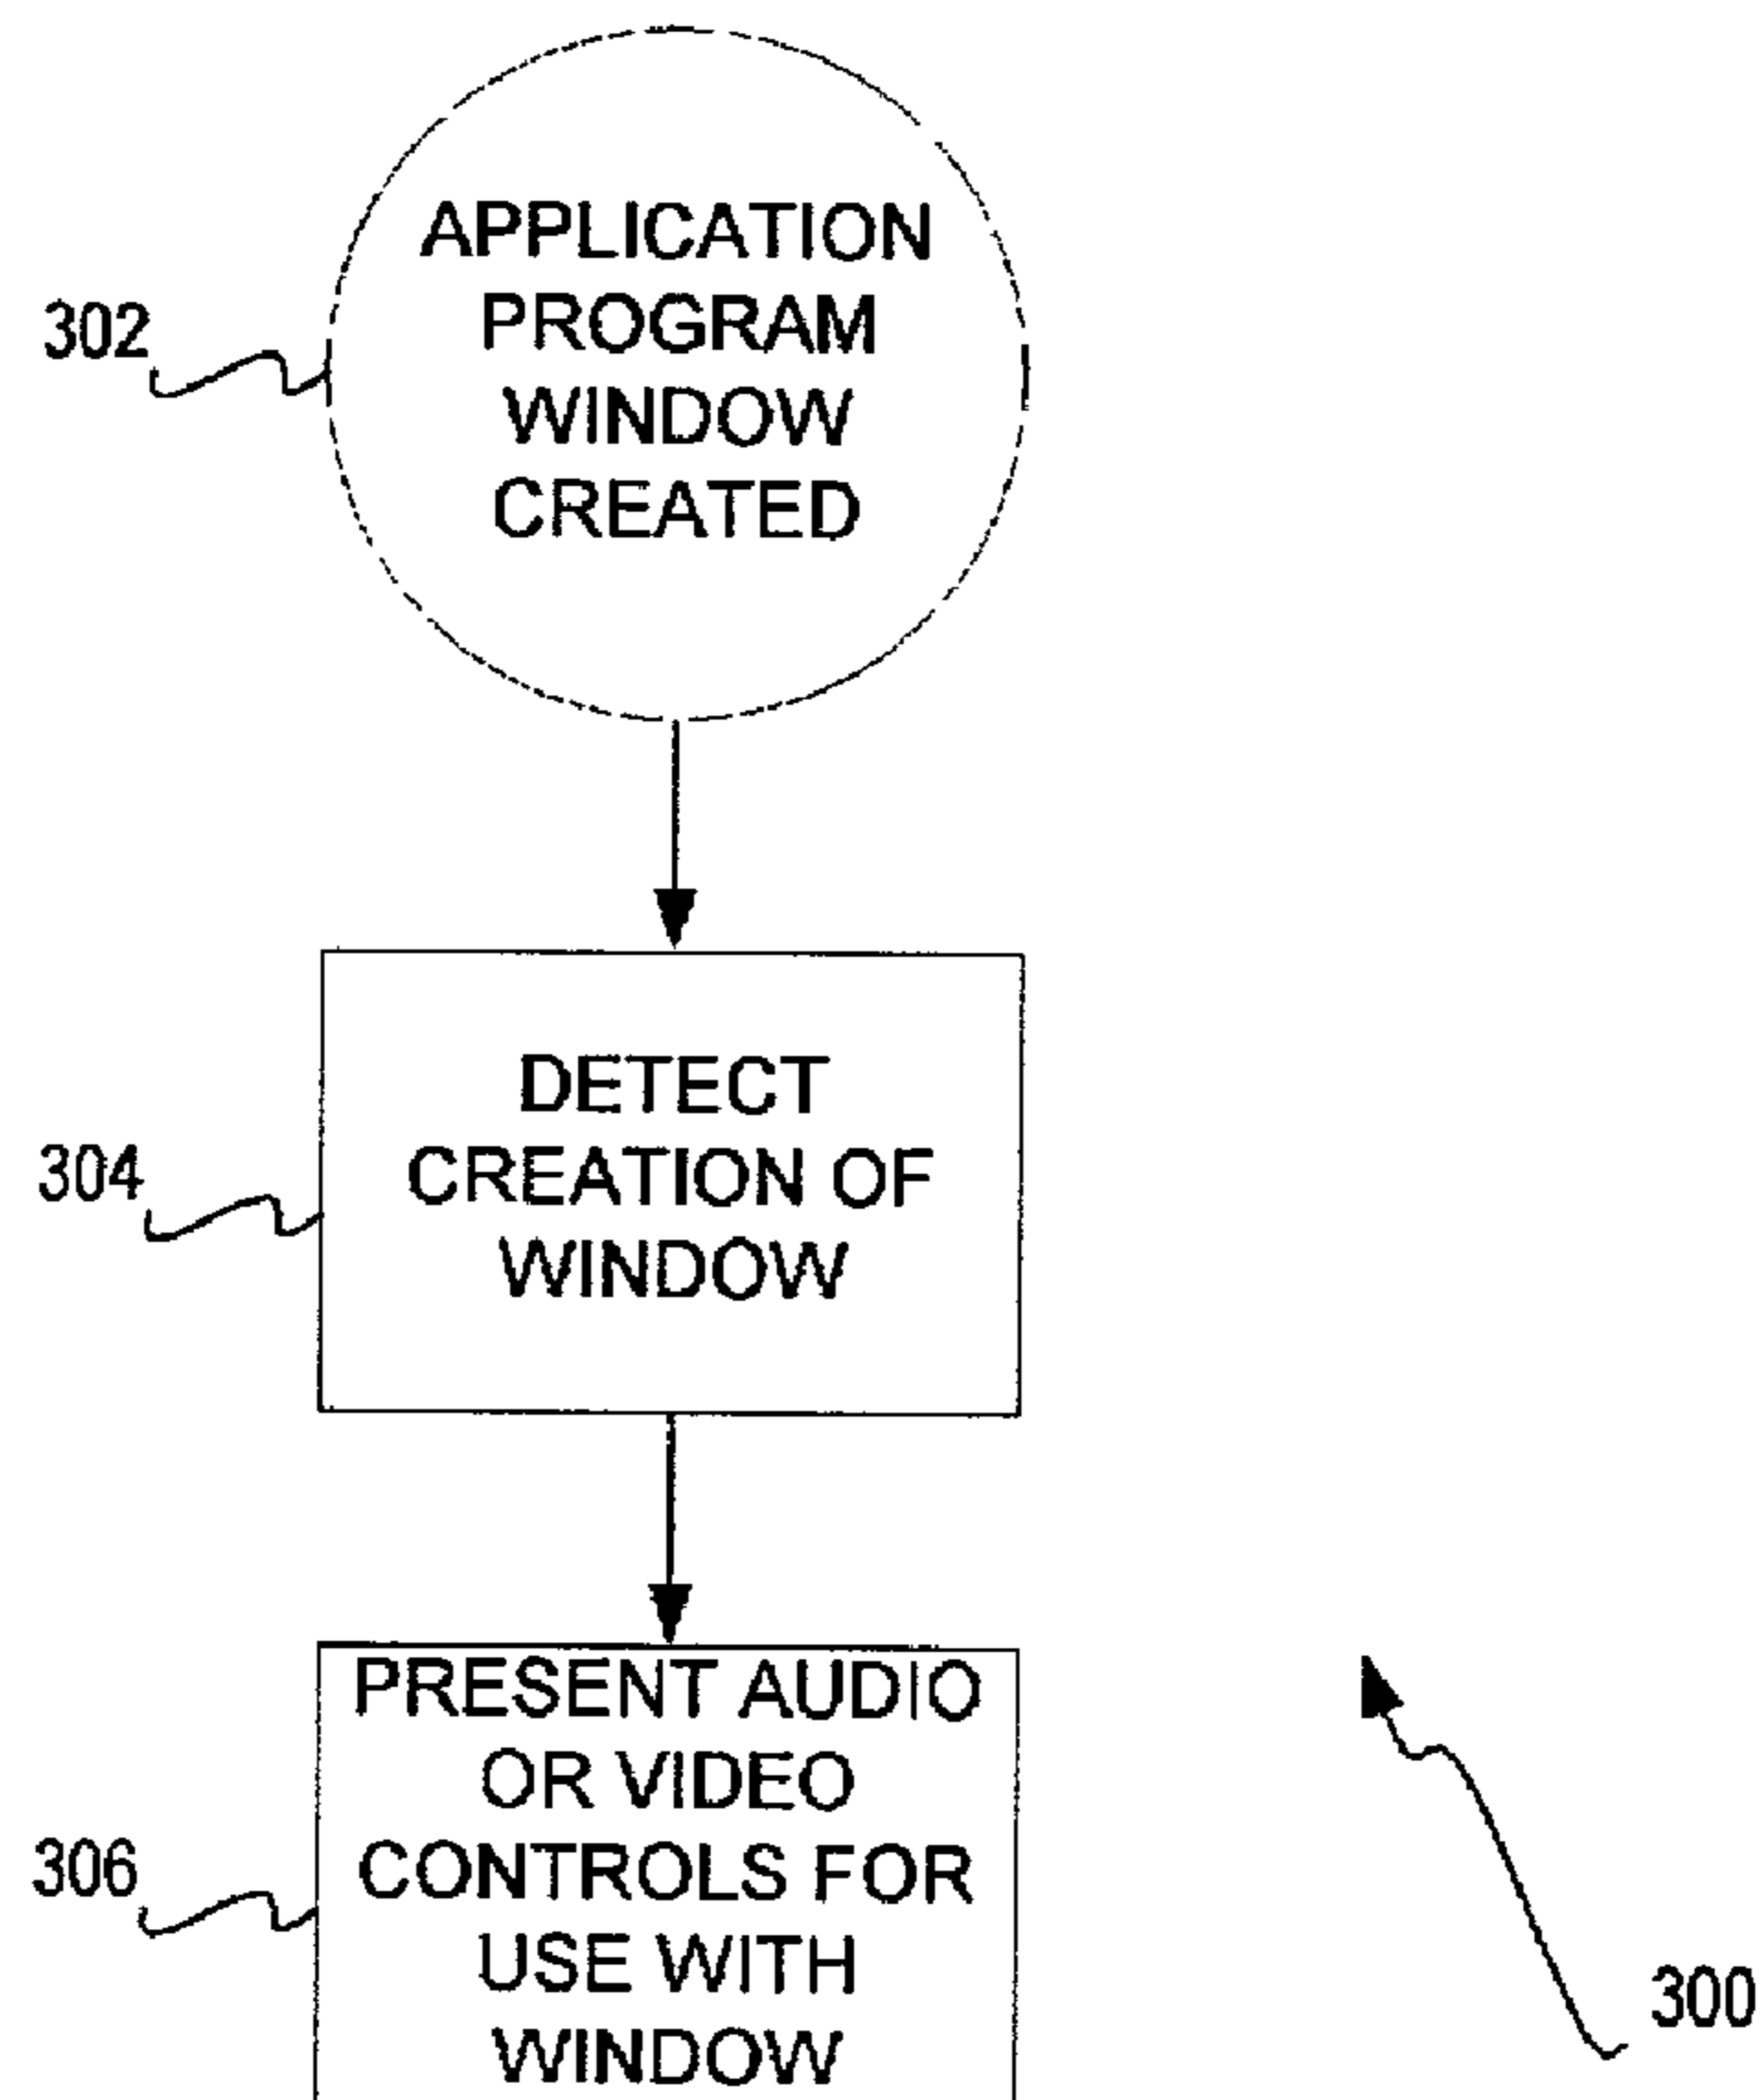 APPLICATION
PROGRAM
WINDOW
CREATED
302
DETECT
CREATION OF
WINDOW
304
PRESENT AUDIO
OR VIDEO
CONTROLS FOR
USE WITH
WINDOW
306
300